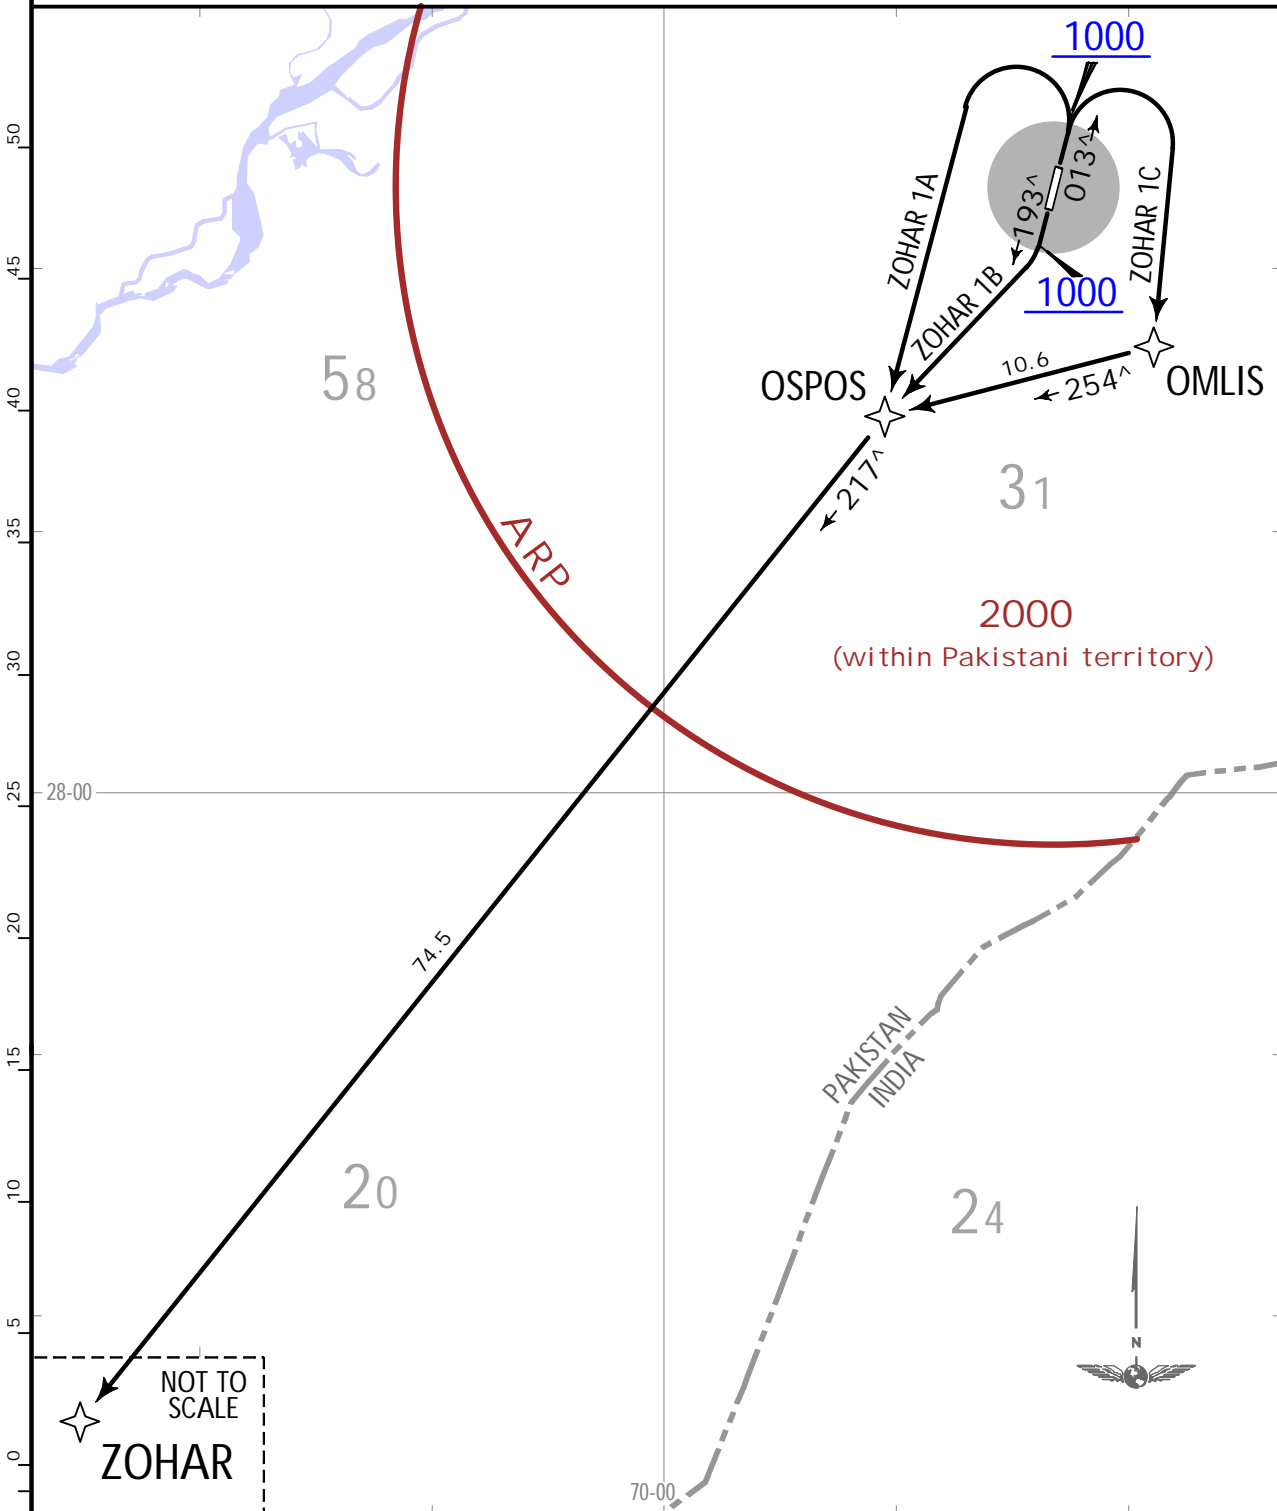 1000
50
013^
193^
ZOHAR 1A
ZOHAR 1C
45
ZOHAR 1B
1000
10.6
254^
OMLIS
OSPOS
58
40
217^
31
35
ARP
2000
(within Pakistani territory)
30
25
28-00
20
74.5
15
PAKISTAN
INDIA
10
20
24
5
N
NOT TO
SCALE
ZOHAR
0
70-00